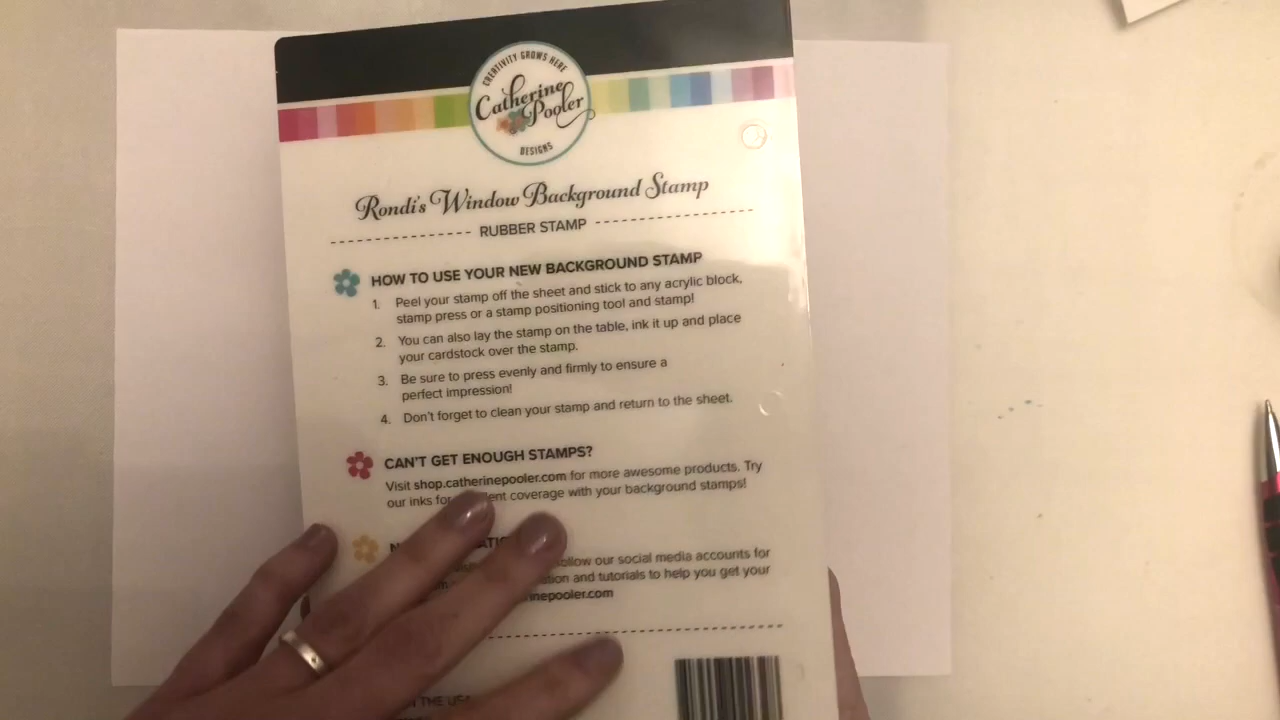 CREATIVITY GROWS HERE
Catherine
Pooler
DESIGNS
Rondi's Window Background Stamp
RUBBER STAMP
HOW TO USE YOUR NEW BACKGROUND STAMP
1. Peel your stamp off the sheet and stick to any acrylic block,
stamp press or a stamp positioning tool and stamp!
2. You can also lay the stamp on the table, ink it up and place
your cardstock over the stamp.
3. Be sure to press evenly and firmly to ensure a
perfect impression!
4. Don't forget to clean your stamp and return to the sheet.
CAN'T GET ENOUGH STAMPS?
Visit shop.catherinepooler.com for more awesome products. Try
our inks for coverage with your background stamps!
our social media accounts for
and tutorials to help you get your
THE USA